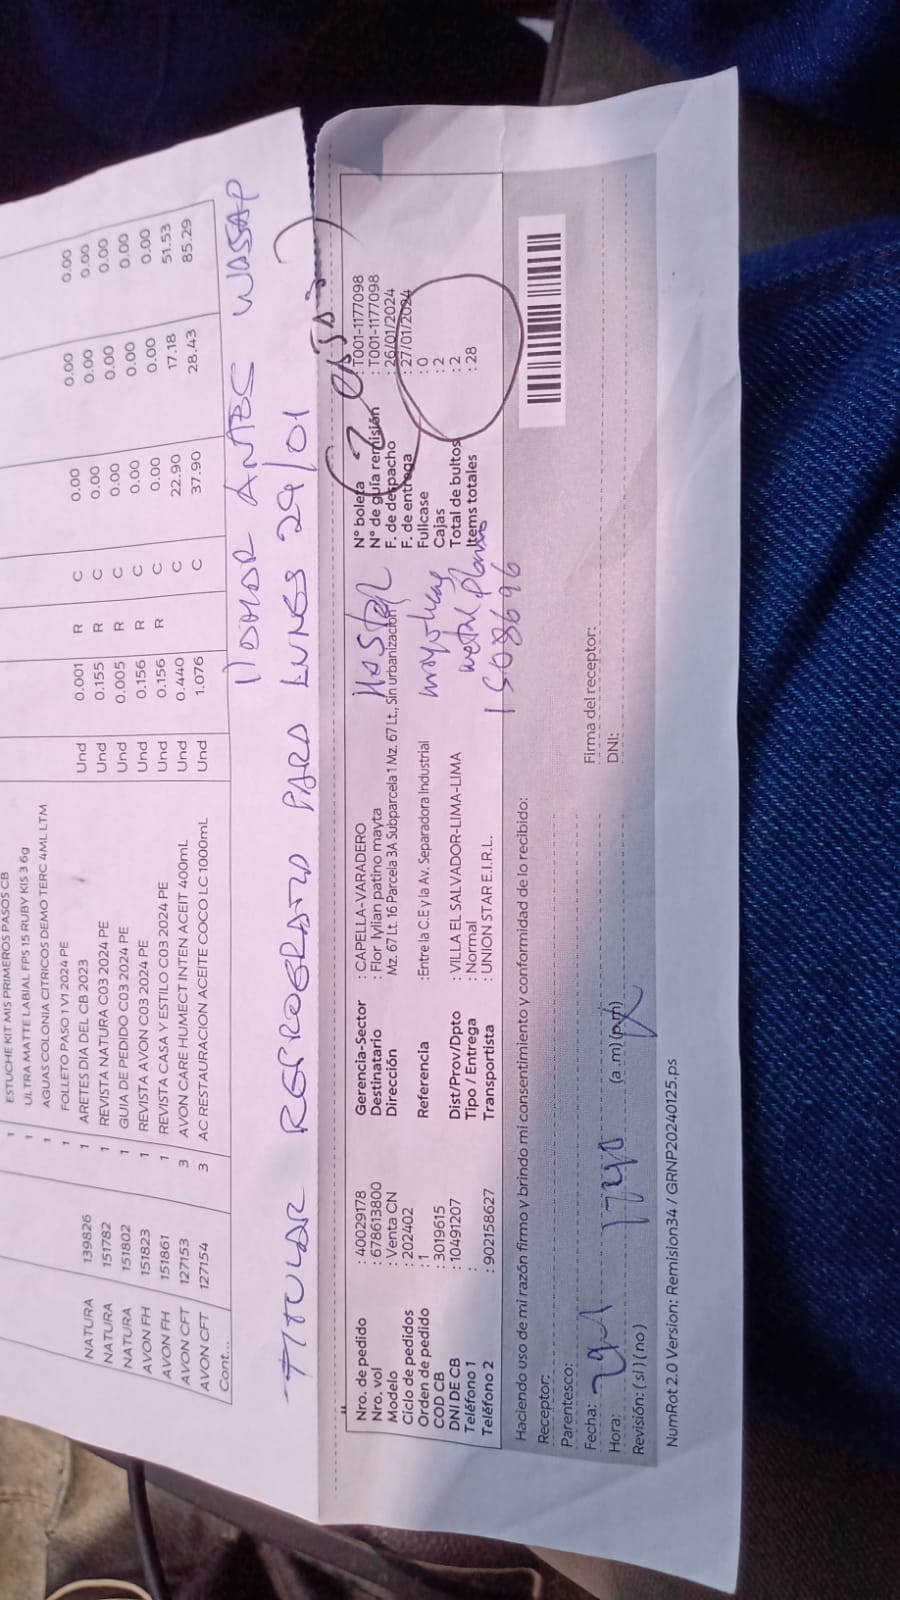 1 ESTUCHE KIT MIS PRIMEROS PASOS CB
1 ULTRA MATTE LABIAL FPS 15 RUBY KIS 3 6g
1 AGUAS COLONIA CITRICOS DEMO TERC 4ML LTM
1 FOLLETO PASO 1 V1 2024 PE 0.00 0.00
NATURA 139826 1 ARETES DIA DEL CB 2023 Und 0.001 R C 0.00 0.00 0.00
NATURA 151782 1 REVISTA NATURA C03 2024 PE Und 0.155 R C 0.00 0.00 0.00
NATURA 151802 1 GUIA DE PEDIDO C03 2024 PE Und 0.005 R C 0.00 0.00 0.00
AVON FH 151823 1 REVISTA AVON C03 2024 PE Und 0.156 R C 0.00 0.00 0.00
AVON FH 151861 1 REVISTA CASA Y ESTILO C03 2024 PE Und 0.156 R C 0.00
AVON CFT 127153 3 AVON CARE HUMECT INTEN ACEIT 400mL Und 0.440 C 22.90 17.18 51.53
AVON CFT 127154 3 AC RESTAURACION ACEITE COCO LC 1000mL Und 1.076 C 37.90 28.43 85.29
Cont...
ANTES WASSAP
TITULAR PARA LUNES 29/01
Nro. de pedido : 40029178 Gerencia-Sector : CAPELLA-VARADERO N° boleta : T001-1177098
Nro. vol : 678613800 Destinatario : Flor lylian patino mayta N° de guía remisión : T001-1177098
Modelo : Venta CN Dirección Mz. 67 Lt. 16 Parcela 3A Subparcela 1 Mz. 67 Lt., Sin urbanizacion F. de despacho : 26/01/2024
Ciclo de pedidos : 202402 F. de entrega : 27/01/2024
Orden de pedido : 1 Referencia :Entre la C.E y la Av. Separadora Industrial Fullcase : 0
COD CB : 3019615 Cajas : 2
DNI DE CB : 10491207 Dist/Prov/Dpto : VILLA EL SALVADOR-LIMA-LIMA Total de bultos : 2
Teléfono 1 : Tipo / Entrega : Normal Items totales : 28
Teléfono 2 : 902158627 Transportista : UNION STAR E.I.R.L.
Hostal
metal
1508696
Haciendo uso de mi razón firmo y brindo mi consentimiento y conformidad de lo recibido:
Receptor:
Parentesco:
Fecha: Firma del receptor:
Hora: 1740 (a .m) (p.m) DNI:
Revisión: ( si ) ( no )
NumRot 2.0 Version: Remision34 / GRNP20240125.ps